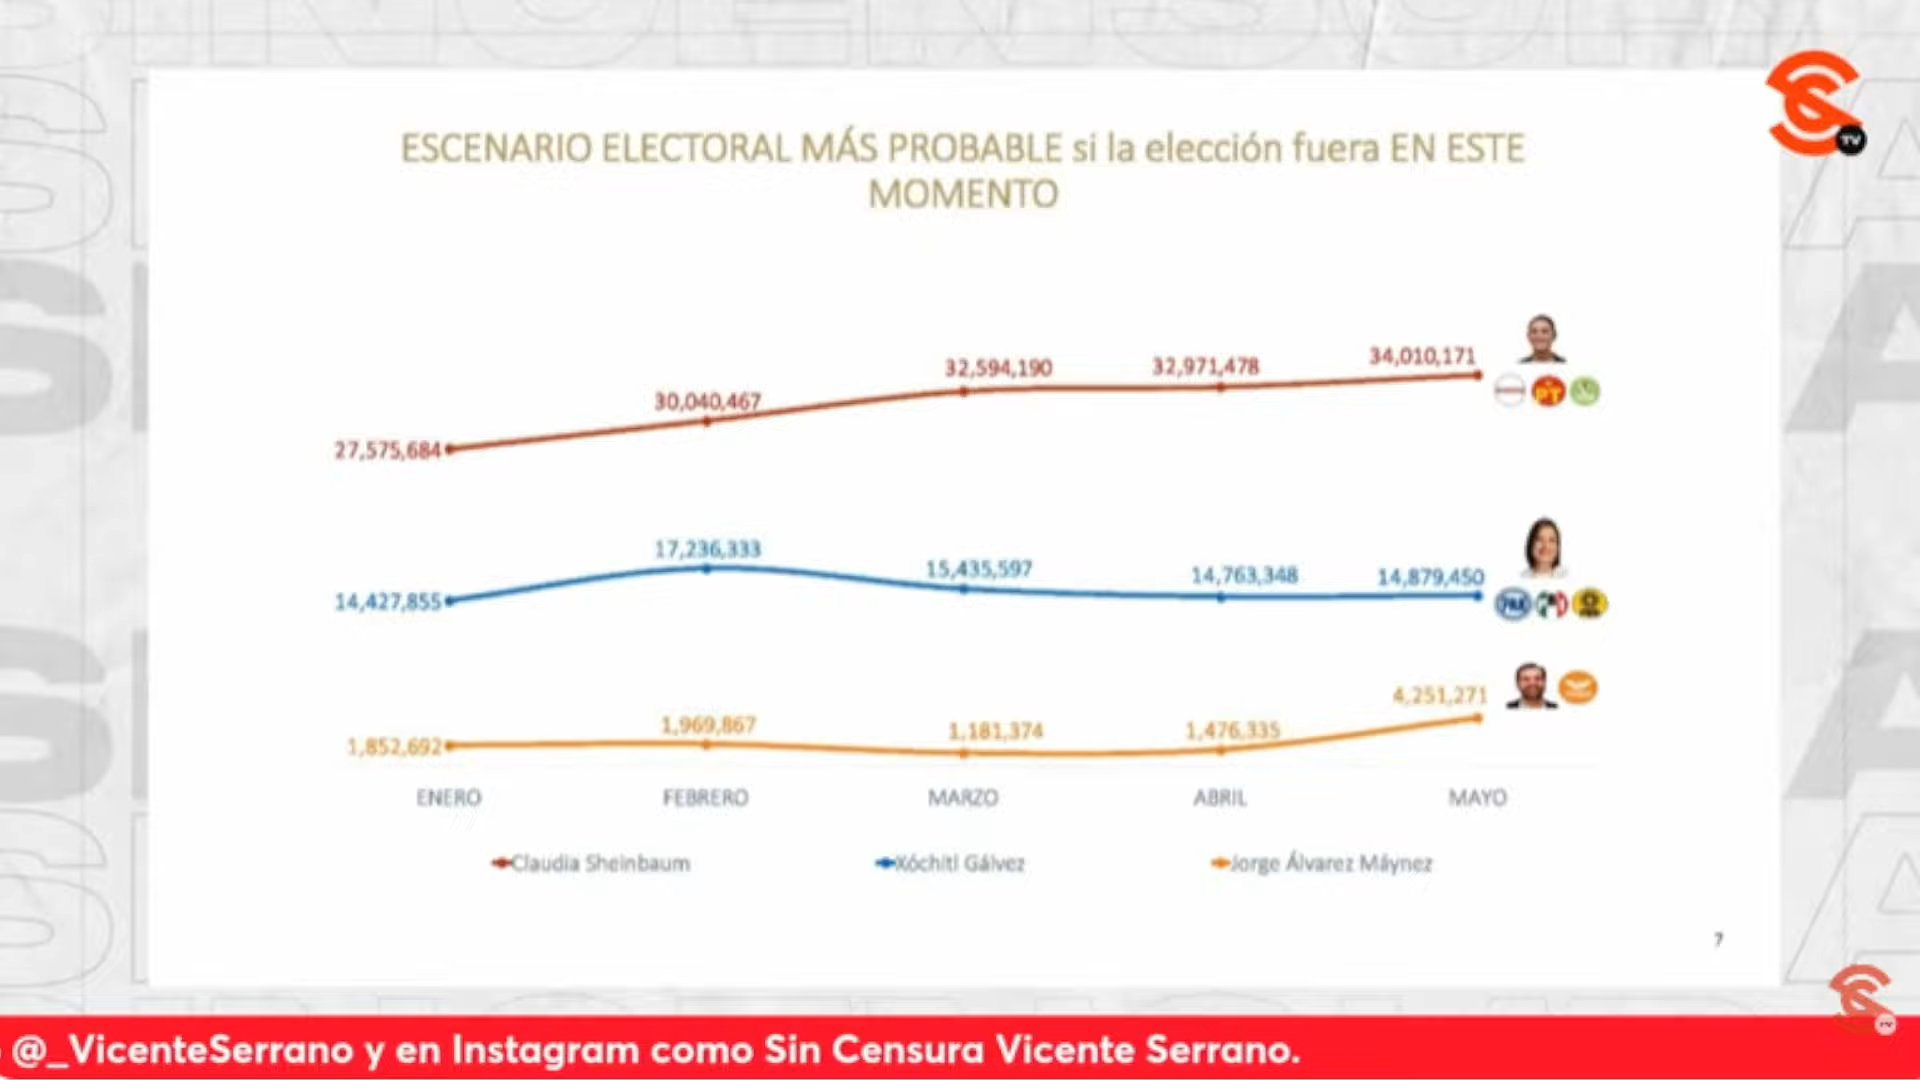 ESCENARIO ELECTORAL MÁS PROBABLE si la elección fuera EN ESTE
MOMENTO
TV
34,010,171
32,594,190
32,971,478
30,040,467
27,575,684
PT
17,236,333
15,435,597
14,763,348
14,879,450
14,427,855
PAN
4,251,271
1,969,867
1,181,374
1,476,335
1,852,692
ENERO
FEBRERO
MARZO
ABRIL
MAYO
Claudia Sheinbaum
Xóchitl Gálvez
Jorge Álvarez Máynez
7
@_VicenteSerrano y en Instagram como Sin Censura Vicente Serrano.